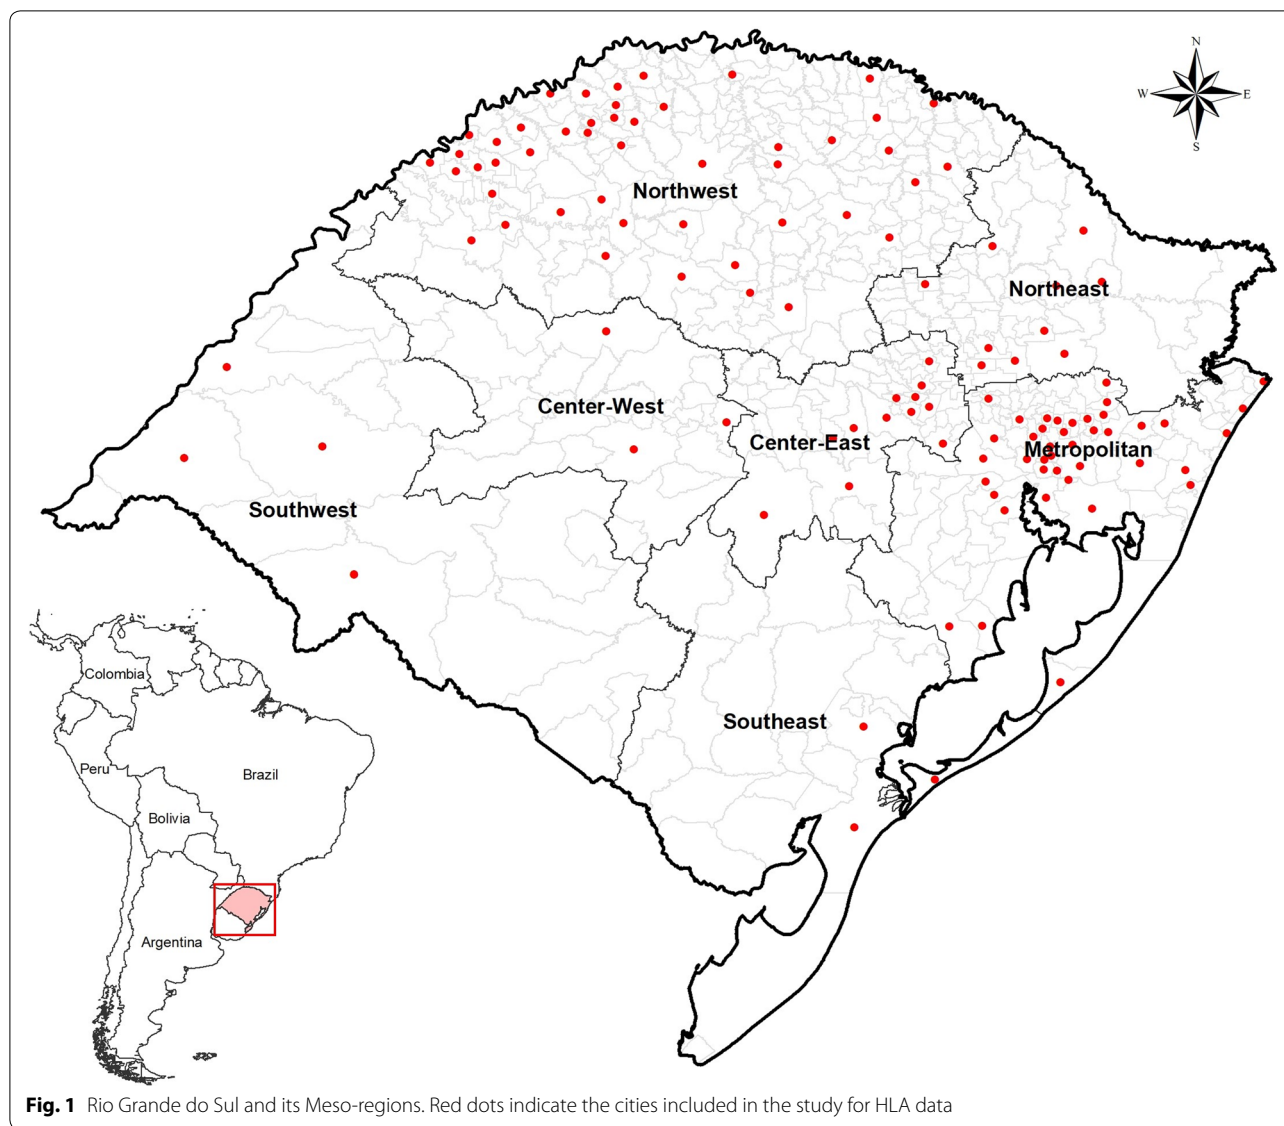 N
W E
S
Northwest
Northeast
Center-West
Center-East
Metropolitan
Southwest
Southeast
Colombia
Peru
Brazil
Bolivia
Argentina
Fig. 1 Rio Grande do Sul and its Meso-regions. Red dots indicate the cities included in the study for HLA data